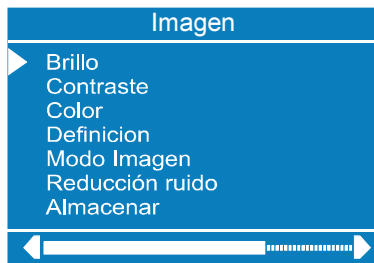 Imagen
Brillo
Contraste
Color
Definicion
Modo Imagen
Reducción ruido
Almacenar